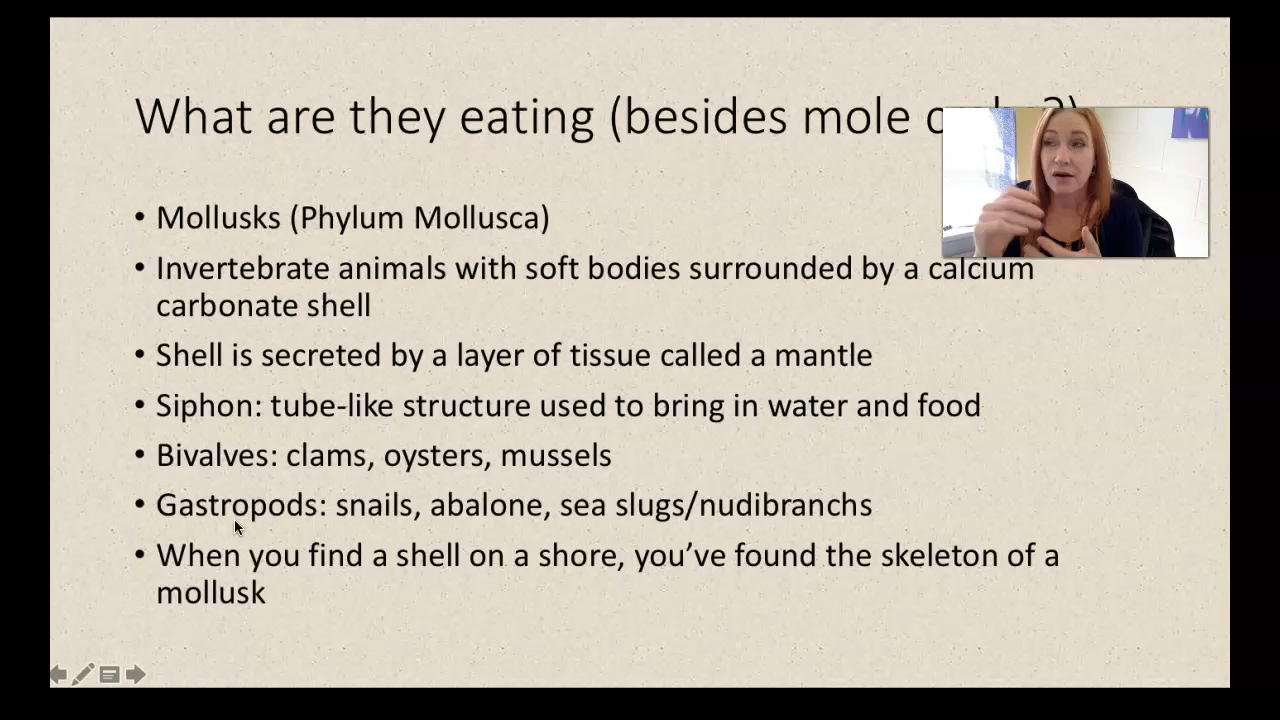 What are they eating (besides mole
• Mollusks (Phylum Mollusca)
• Invertebrate animals with soft bodies surrounded by a calcium
carbonate shell
• Shell is secreted by a layer of tissue called a mantle
• Siphon: tube-like structure used to bring in water and food
• Bivalves: clams, oysters, mussels
• Gastropods: snails, abalone, sea slugs/nudibranchs
• When you find a shell on a shore, you’ve found the skeleton of a
mollusk